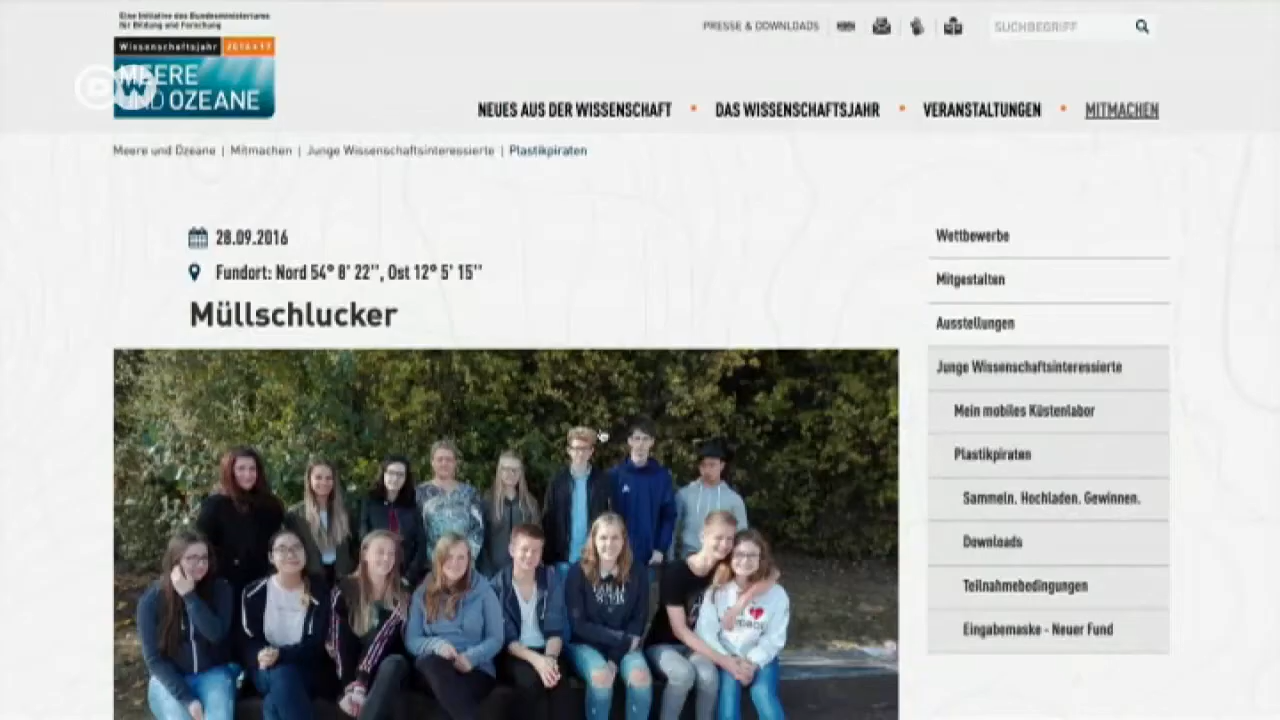 Eine Initiative des Bundesministeriums
für Bildung und Forschung
Wissenschaftsjahr 2016*17
MEERE
UND OZEANE
DW
PRESSE & DOWNLOADS
SUCHBEGRIFF
NEUES AUS DER WISSENSCHAFT • DAS WISSENSCHAFTSJAHR • VERANSTALTUNGEN • MITMACHEN
Meere und Ozeane | Mitmachen | Junge Wissenschaftsinteressierte | Plastikpiraten
28.09.2016
Fundort: Nord 54° 8' 22'', Ost 12° 5' 15''
Müllschlucker
Wettbewerbe
Mitgestalten
Ausstellungen
Junge Wissenschaftsinteressierte
Mein mobiles Küstenlabor
Plastikpiraten
Sammeln. Hochladen. Gewinnen.
Downloads
Teilnahmebedingungen
Eingabemaske - Neuer Fund